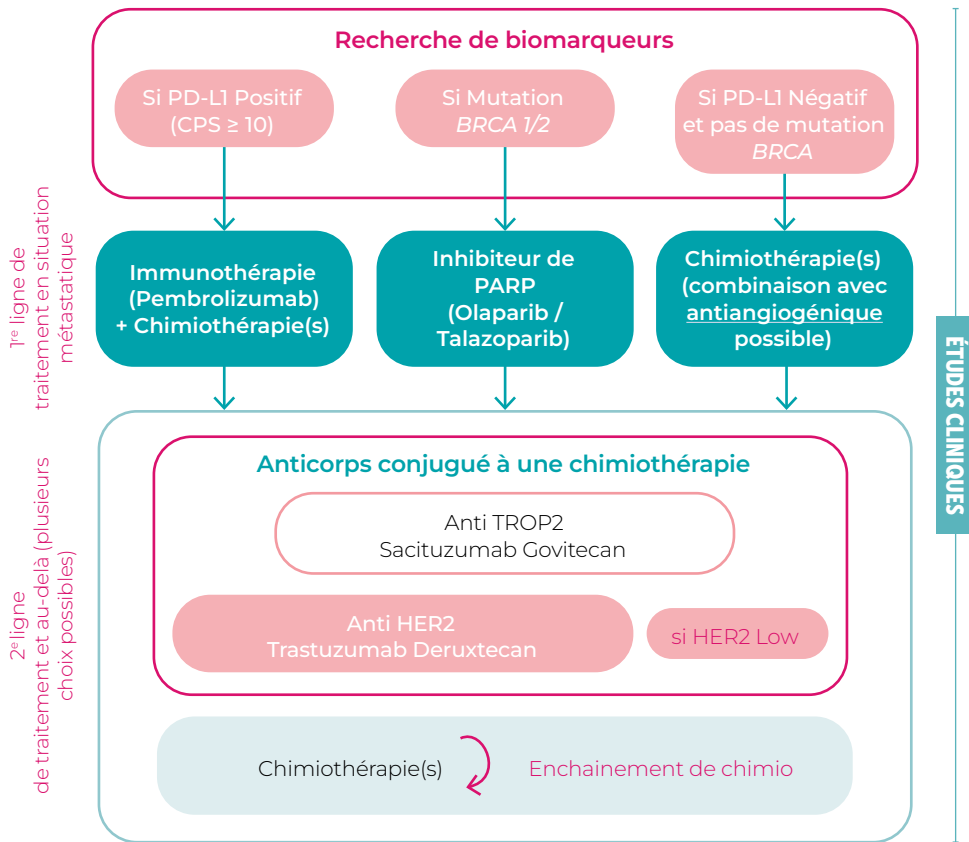 Recherche de biomarqueurs
Si PD-L1 Positif
(CPS ≥ 10)
Si Mutation
BRCA 1/2
Si PD-L1 Négatif
et pas de mutation
BRCA
1re ligne de
traitement en situation
métastatique
Immunothérapie
(Pembrolizumab)
+ Chimiothérapie(s)
Inhibiteur de
PARP
(Olaparib /
Talazoparib)
Chimiothérapie(s)
(combinaison avec
antiangiogénique
possible)
2e ligne
de traitement et au-delà (plusieurs
choix possibles)
Anticorps conjugué à une chimiothérapie
Anti TROP2
Sacituzumab Govitecan
Anti HER2
Trastuzumab Deruxtecan
si HER2 Low
Chimiothérapie(s)
Enchainement de chimio
ÉTUDES CLINIQUES